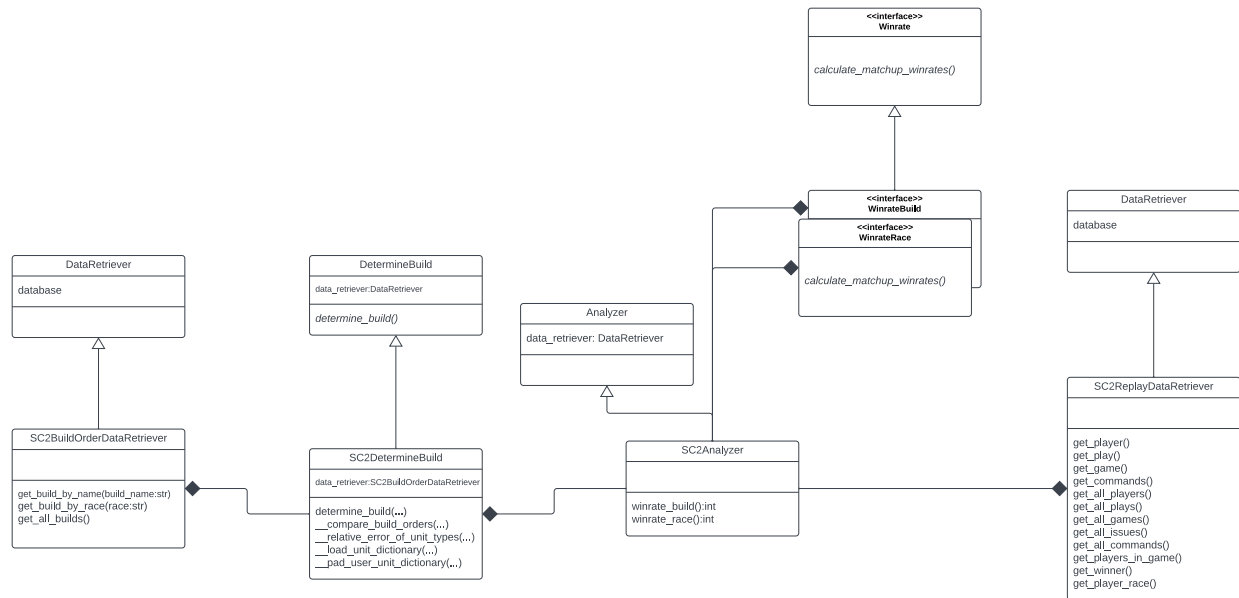 <<interface>>
Winrate
calculate_matchup_winrates()
<<interface>>
WinrateBuild
<<interface>>
WinrateRace
calculate_matchup_winrates()
DataRetriever
database
DataRetriever
database
DetermineBuild
data_retriever:DataRetriever
determine_build()
Analyzer
data_retriever: DataRetriever
SC2ReplayDataRetriever
get_player()
get_play()
get_game()
get_commands()
get_all_players()
get_all_plays()
get_all_games()
get_all_issues()
get_all_commands()
get_players_in_game()
get_winner()
get_player_race()
SC2BuildOrderDataRetriever
get_build_by_name(build_name:str)
get_build_by_race(race:str)
get_all_builds()
SC2DetermineBuild
data_retriever:SC2BuildOrderDataRetriever
determine_build(...)
__compare_build_orders(...)
__relative_error_of_unit_types(...)
__load_unit_dictionary(...)
__pad_user_unit_dictionary(...)
SC2Analyzer
winrate_build():int
winrate_race():int